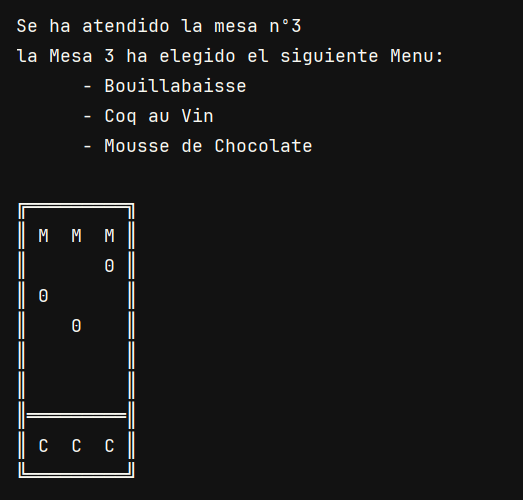 Se ha atendido la mesa n°3
la Mesa 3 ha elegido el siguiente Menu:
      - Bouillabaisse
      - Coq au Vin
      - Mousse de Chocolate

╔═════════╗
║ M  M  M ║
║       0 ║
║ 0       ║
║    0    ║
║         ║
║         ║
║═════════║
║ C  C  C ║
╚═════════╝